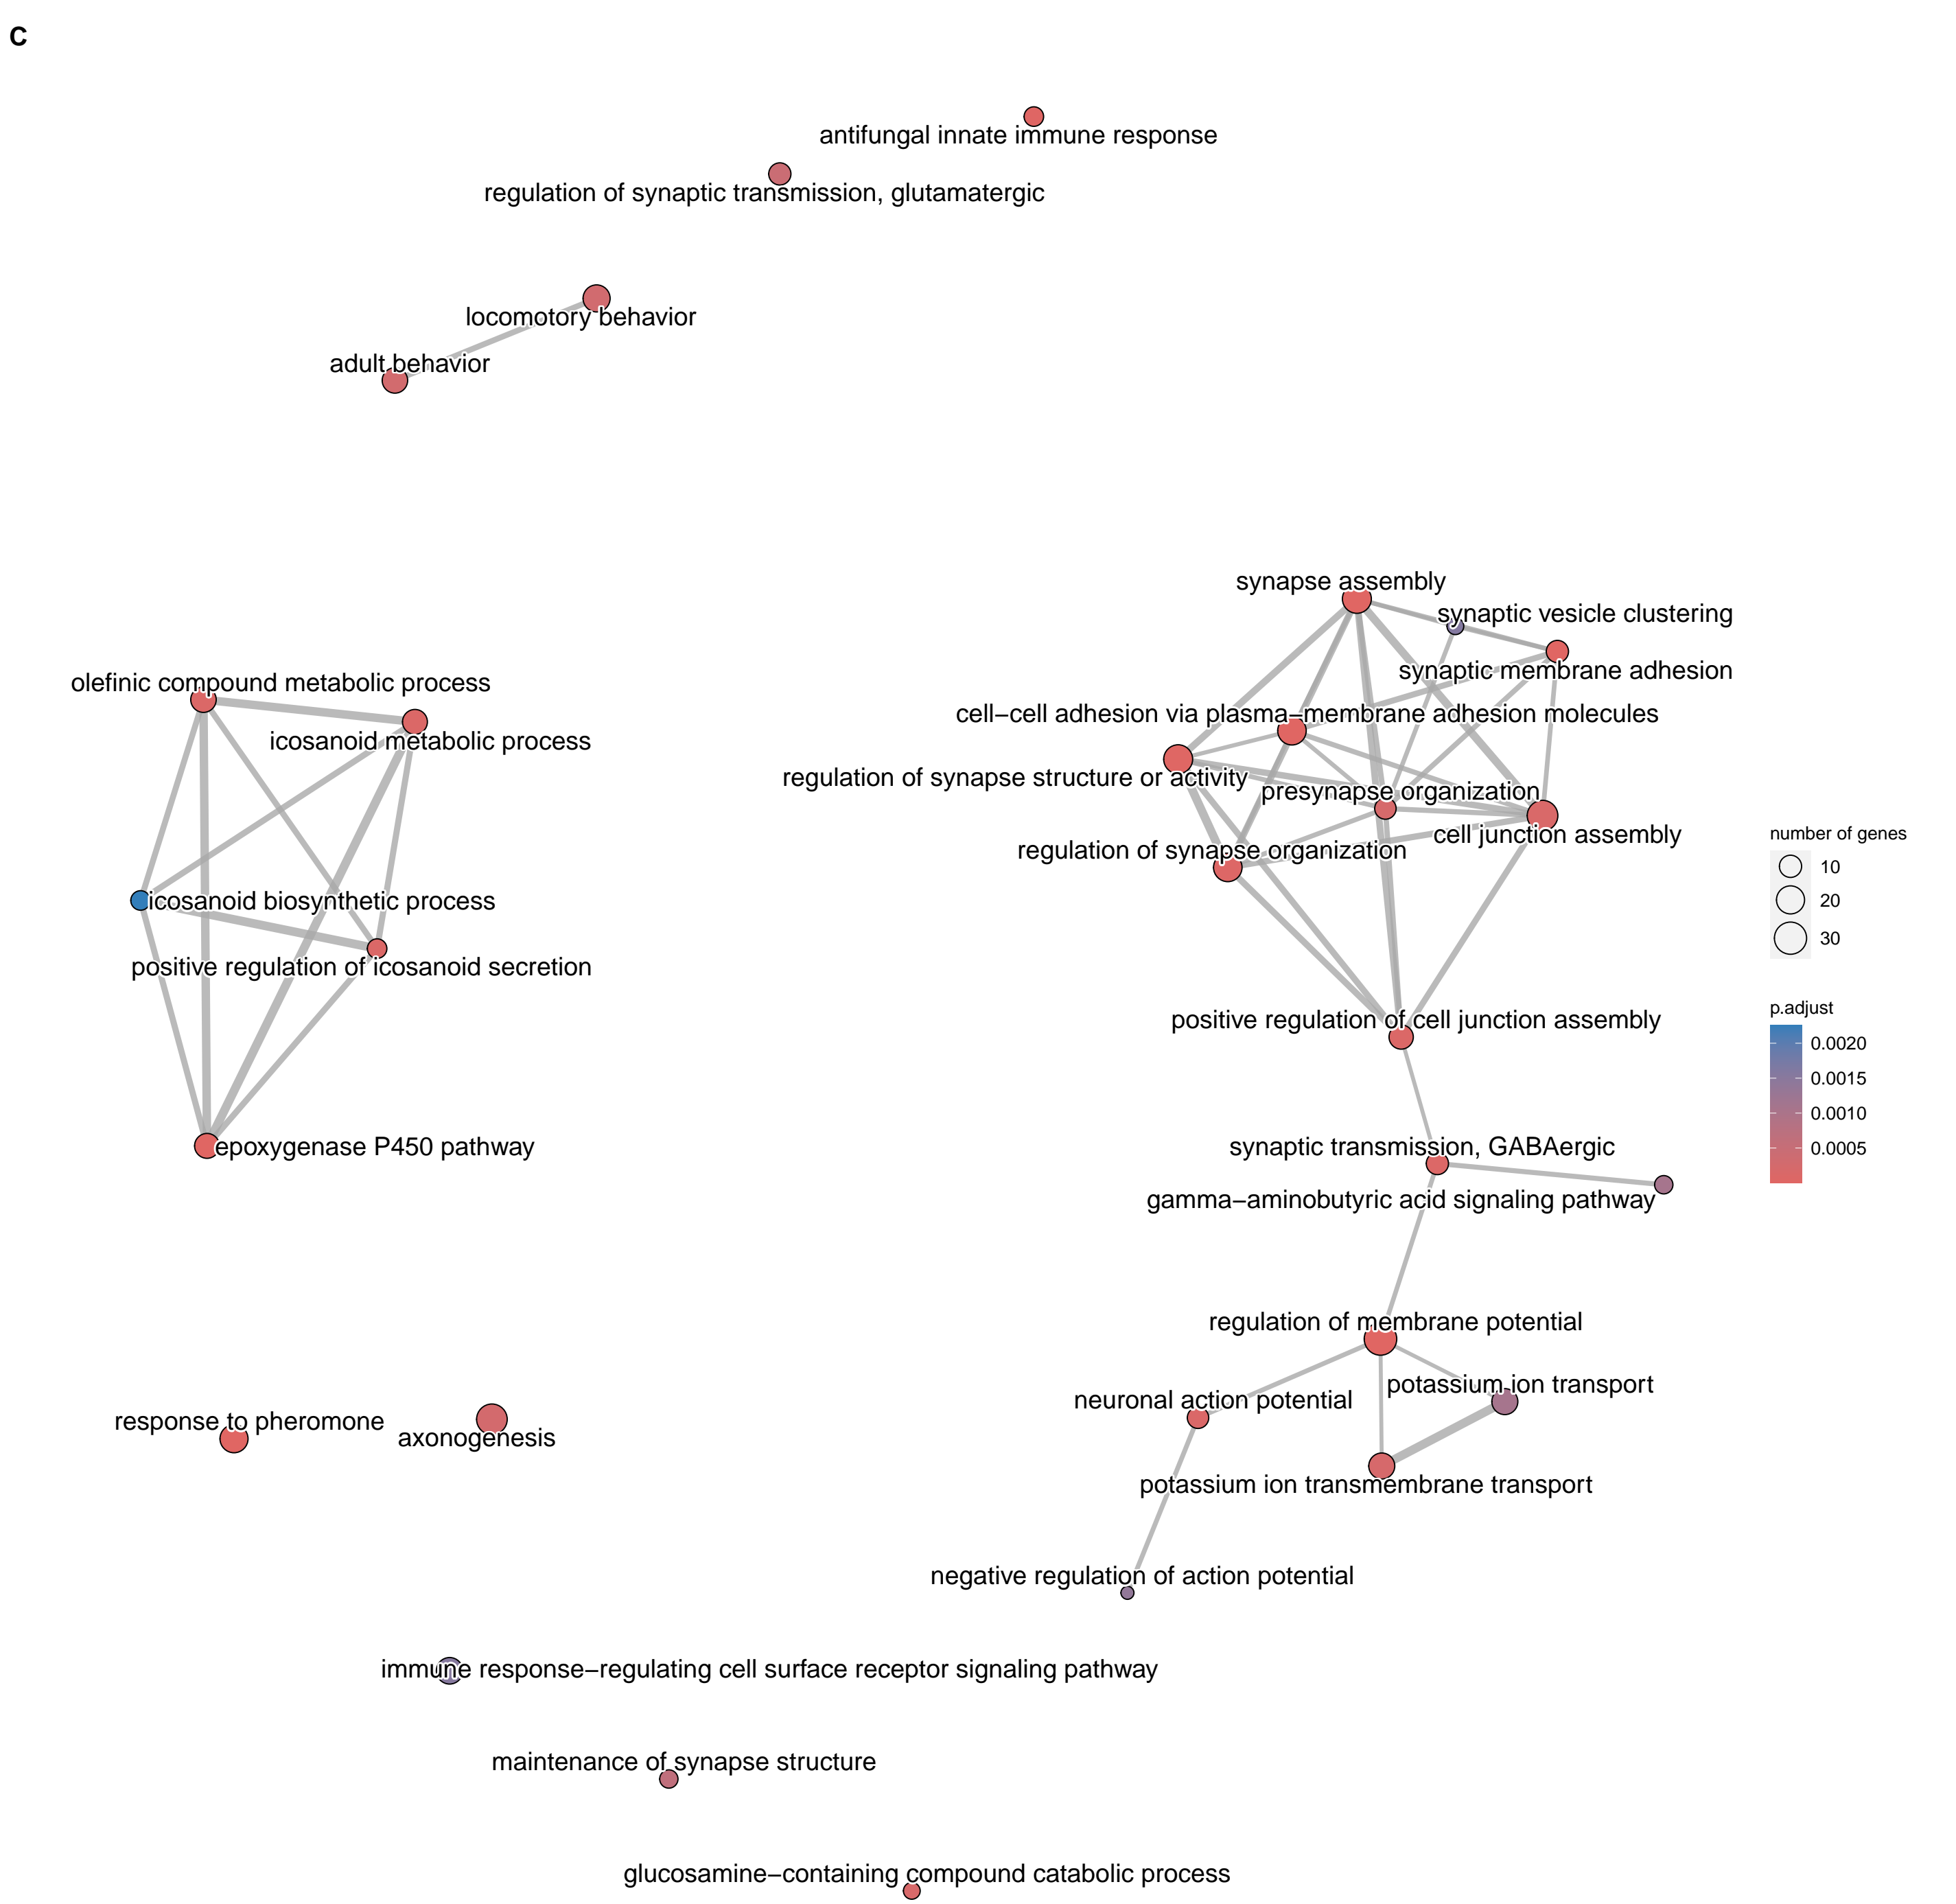 C
antifungal innate immune response
regulation of synaptic transmission, glutamatergic
locomotory behavior
adult behavior
synapse assembly
synaptic vesicle clustering
synaptic membrane adhesion
olefinic compound metabolic process
icosanoid metabolic process
cell−cell adhesion via plasma−membrane adhesion molecules
regulation of synapse structure or activity
presynapse organization
cell junction assembly
regulation of synapse organization
number of genes
10
20
30
icosanoid biosynthetic process
positive regulation of icosanoid secretion
positive regulation of cell junction assembly
p.adjust
0.0020
0.0015
0.0010
0.0005
epoxygenase P450 pathway
synaptic transmission, GABAergic
gamma−aminobutyric acid signaling pathway
regulation of membrane potential
potassium ion transport
neuronal action potential
response to pheromone
axonogenesis
potassium ion transmembrane transport
negative regulation of action potential
immune response−regulating cell surface receptor signaling pathway
maintenance of synapse structure
glucosamine−containing compound catabolic process